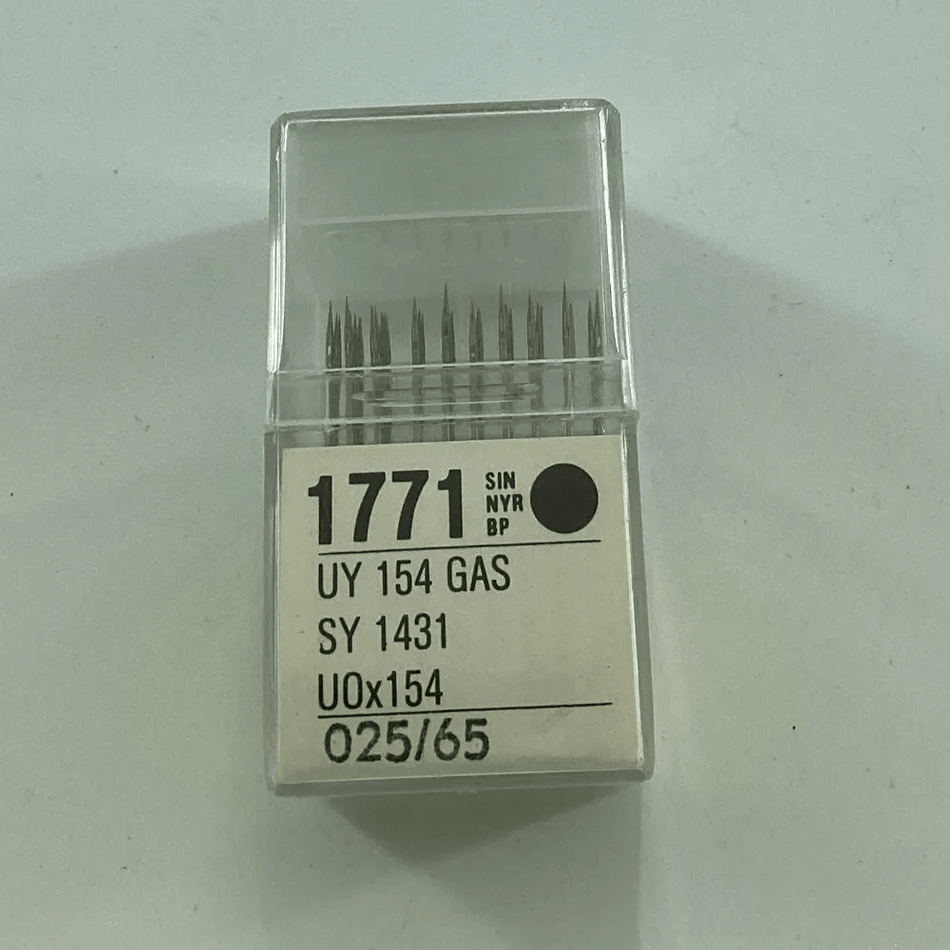 1771 SIN
NYR
BP
UY 154 GAS
SY 1431
UOx154
025/65